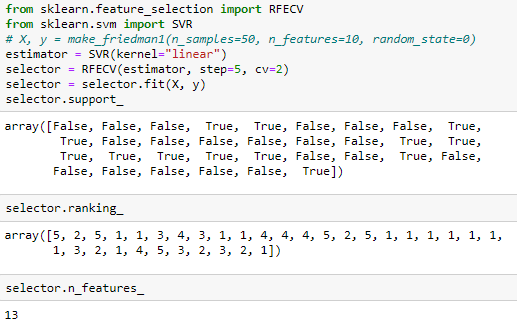 from sklearn.feature_selection import RFECV
from sklearn.svm import SVR
# X, y = make_friedman1(n_samples=50, n_features=10, random_state=0)
estimator = SVR(kernel="linear")
selector = RFECV(estimator, step=5, cv=2)
selector = selector.fit(X, y)
selector.support_
array([False, False, False,  True,  True, False, False, False,  True,
        True, False, False, False, False, False, False,  True,  True,
        True,  True,  True,  True,  True, False, False,  True, False,
       False, False, False, False, False,  True])
selector.ranking_
array([5, 2, 5, 1, 1, 3, 4, 3, 1, 1, 4, 4, 4, 5, 2, 5, 1, 1, 1, 1, 1, 1,
       1, 3, 2, 1, 4, 5, 3, 2, 3, 2, 1])
selector.n_features_
13